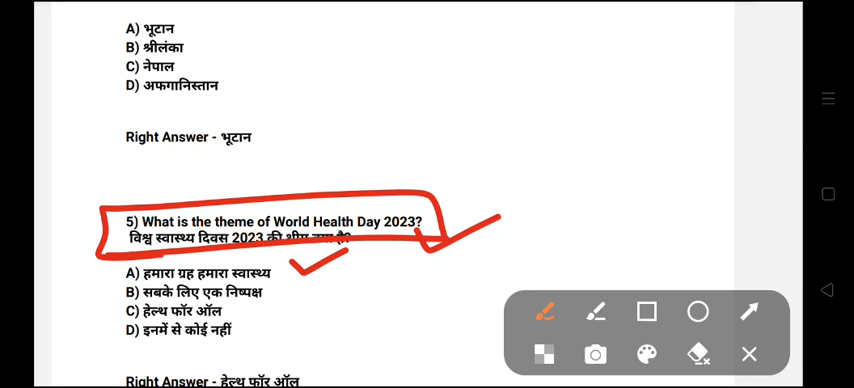 A) भूटान
B) श्रीलंका
C) नेपाल
D) अफगानिस्तान
Right Answer - भूटान
5) What is the theme of World Health Day 2023?
विश्व स्वास्थ्य दिवस 2023 की थीम क्या है?
A) हमारा ग्रह हमारा स्वास्थ्य
B) सबके लिए एक निष्पक्ष
C) हेल्थ फॉर ऑल
D) इनमें से कोई नहीं
Right Answer - हेल्थ फॉर ऑल